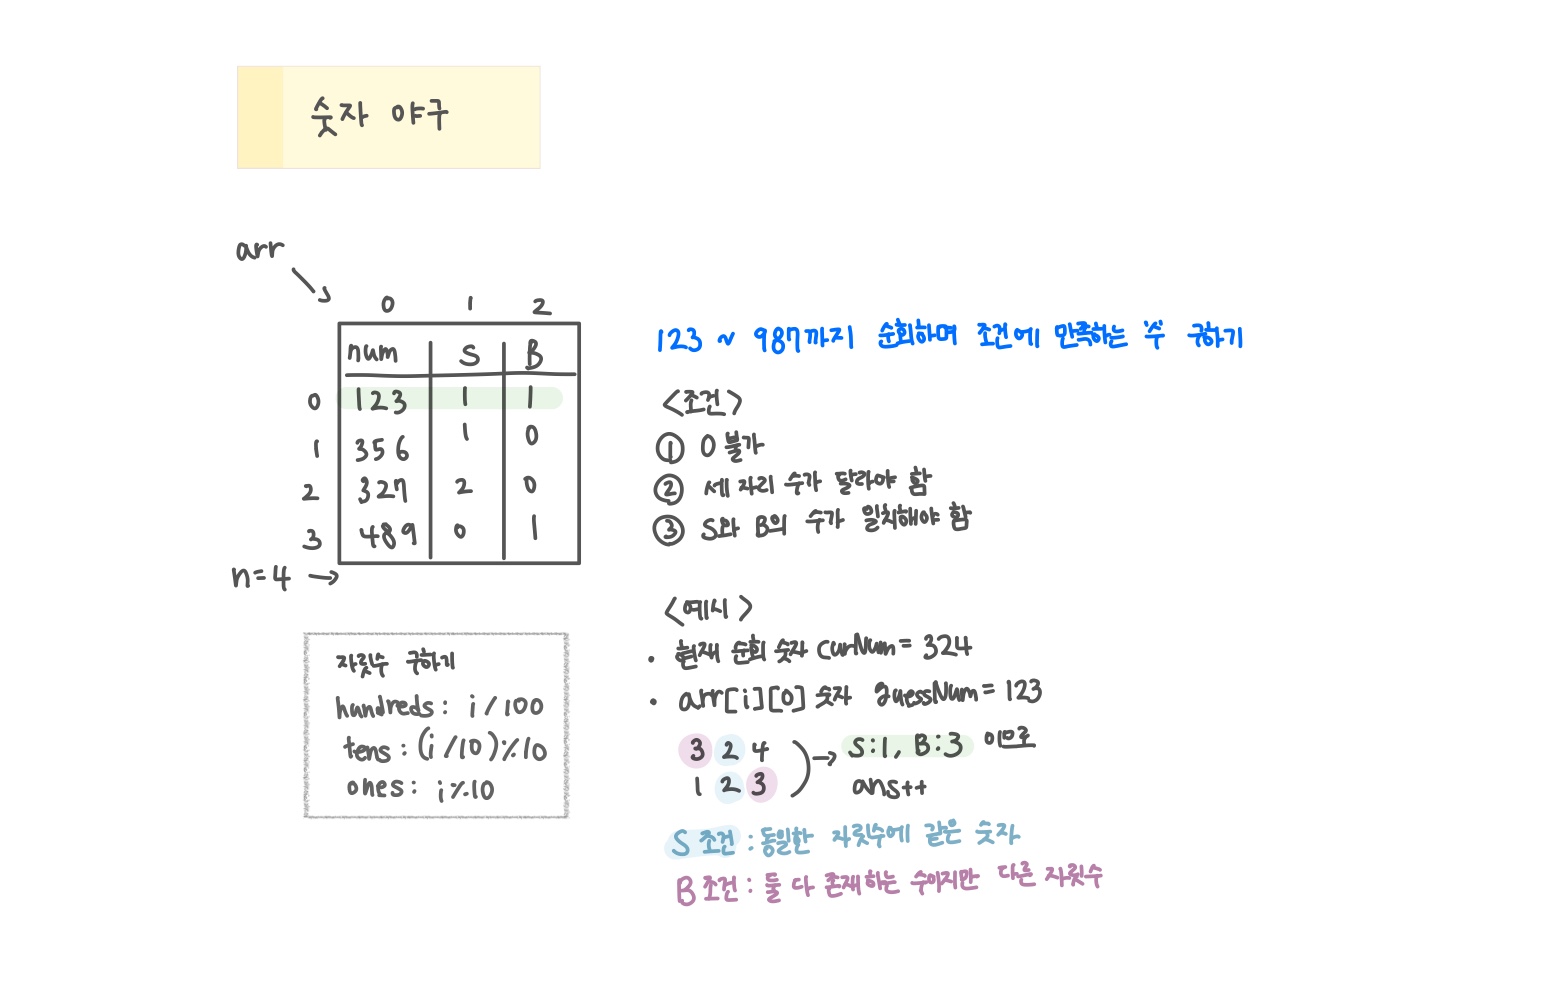 숫자 야구
arr
0 1 2
num S B
0 123 1 1
1 356 1 0
2 327 2 0
3 489 0 1
n=4 →
자릿수 구하기
hundreds: i/100
tens: (i/10)%10
ones: i%10
123 ~ 987까지 순회하며 조건에 만족하는 '수' 구하기
<조건>
① 0 불가
② 세 자리 수가 달라야 함
③ S와 B의 수가 일치해야 함
<예시>
• 현재 순회 숫자 curNum = 324
• arr[i][0] 숫자 guessNum = 123
3 2 4
1 2 3
→ S:1, B:3 이므로
ans++
S 조건 : 동일한 자릿수에 같은 숫자
B 조건 : 둘 다 존재하는 수이지만 다른 자릿수